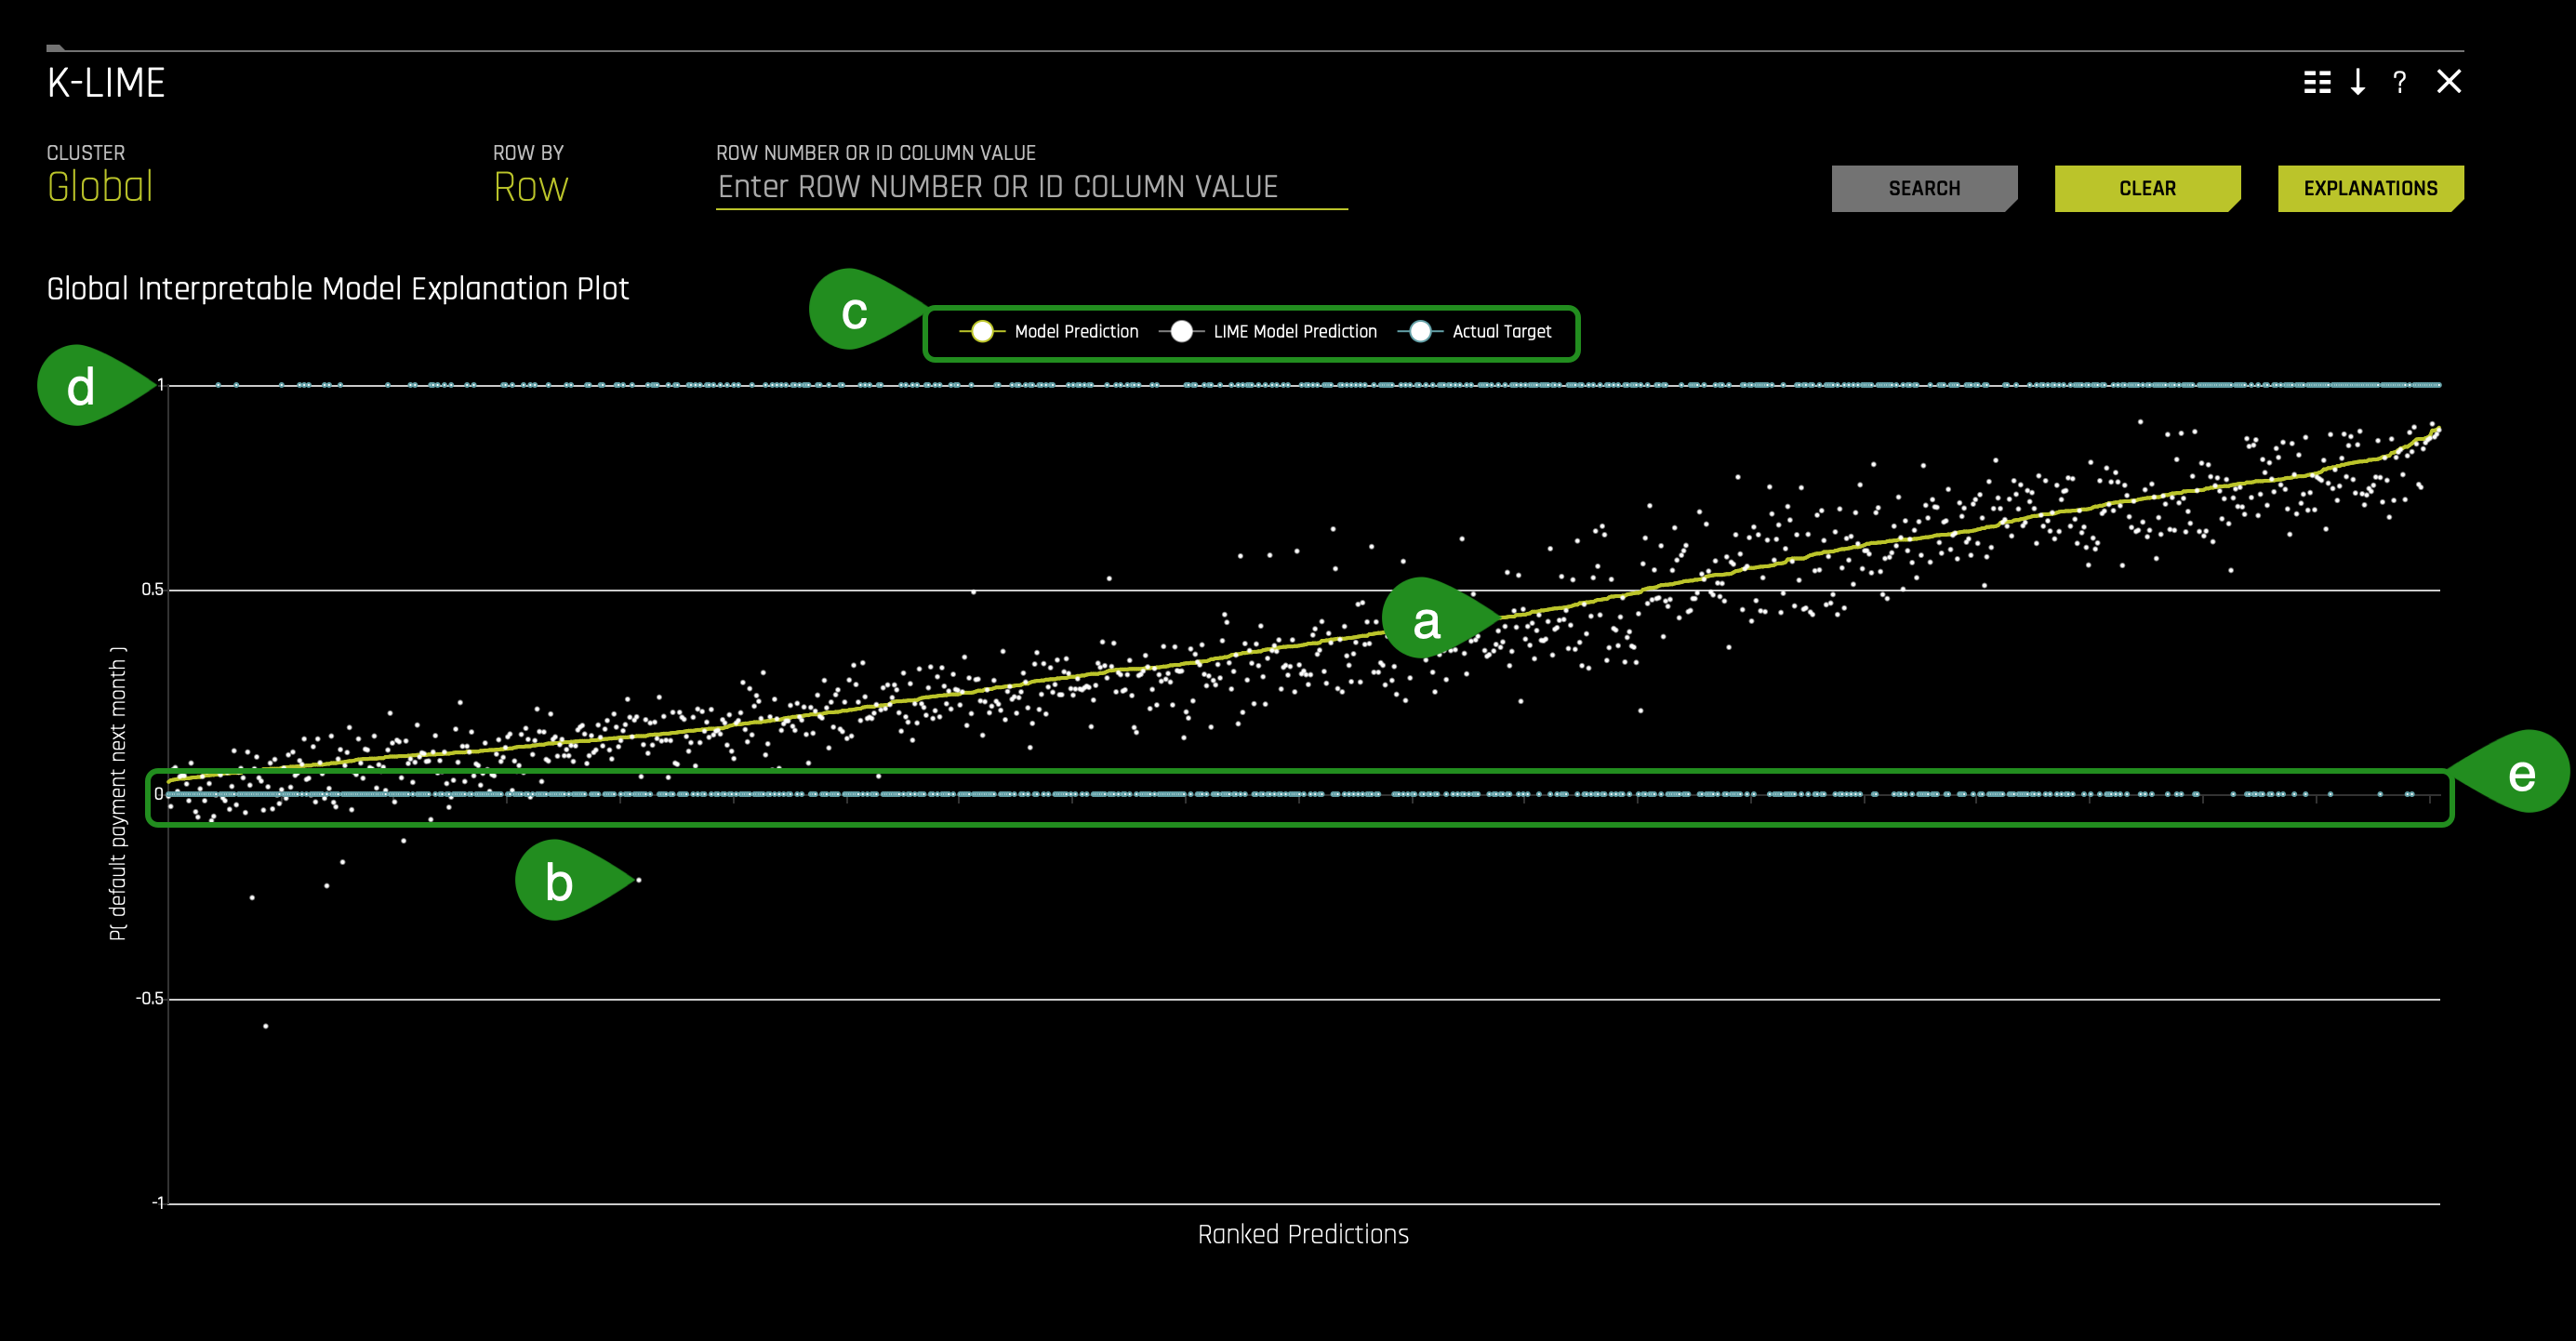 K-LIME
?
CLUSTER
Global
ROW BY
Row
ROW NUMBER OR ID COLUMN VALUE
Enter ROW NUMBER OR ID COLUMN VALUE
SEARCH
CLEAR
EXPLANATIONS
Global Interpretable Model Explanation Plot
c
Model Prediction
LIME Model Prediction
Actual Target
d
1
0.5
a
P( default payment next month )
0
e
b
-0.5
-1
Ranked Predictions